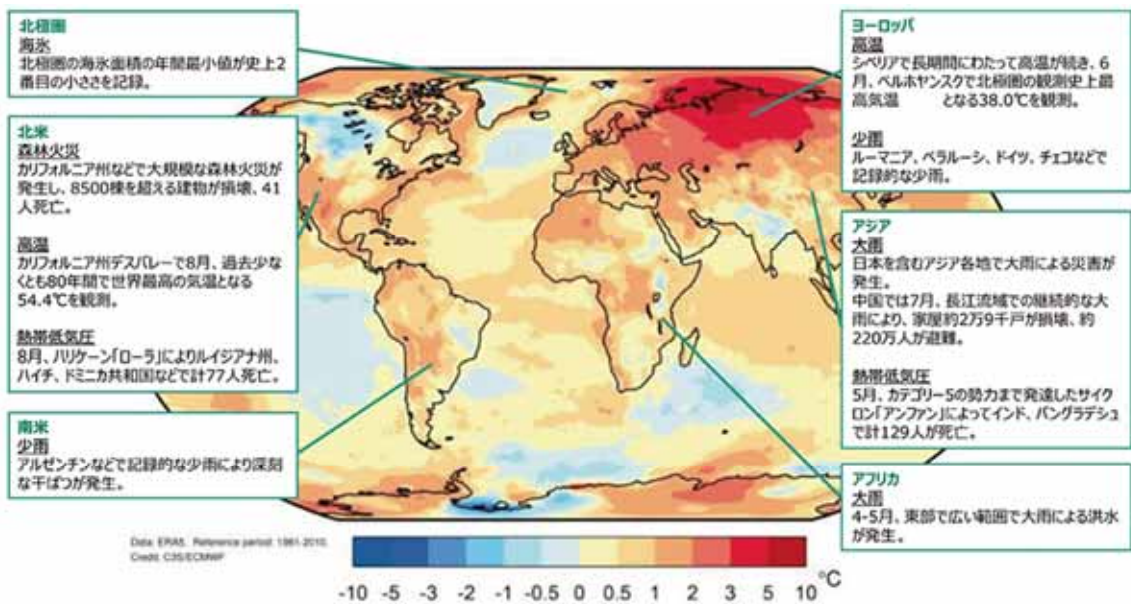 北極圏
海氷
北極圏の海氷面積の年間最小値が史上2
番目の小ささを記録。
北米
森林火災
カリフォルニア州などで大規模な森林火災が
発生し、8500棟を超える建物が損壊、41
人死亡。
高温
カリフォルニア州デスバレーで8月、過去少な
くとも80年間で世界最高の気温となる
54.4℃を観測。
熱帯低気圧
8月、ハリケーン「ローラ」によりルイジアナ州、
ハイチ、ドミニカ共和国などで計77人死亡。
南米
少雨
アルゼンチンなどで記録的な少雨により深刻
な干ばつが発生。
ヨーロッパ
高温
シベリアで長期間にわたって高温が続き、6
月、ベルホヤンスクで北極圏の観測史上最
高気温 となる38.0℃を観測。
少雨
ルーマニア、ベラルーシ、ドイツ、チェコなどで
記録的な少雨。
アジア
大雨
日本を含むアジア各地で大雨による災害が
発生。
中国では7月、長江流域での継続的な大
雨により、家屋約2万9千戸が損壊、約
220万人が避難。
熱帯低気圧
5月、カテゴリー5の勢力まで発達したサイク
ロン「アンファン」によってインド、バングラデシュ
で計129人が死亡。
アフリカ
大雨
4-5月、東部で広い範囲で大雨による洪水
が発生。
Data: ERA5. Reference period: 1981-2010.
Credit: C3S/ECMWF
-10 -5 -3 -2 -1 -0.5 0 0.5 1 2 3 5 10 °C